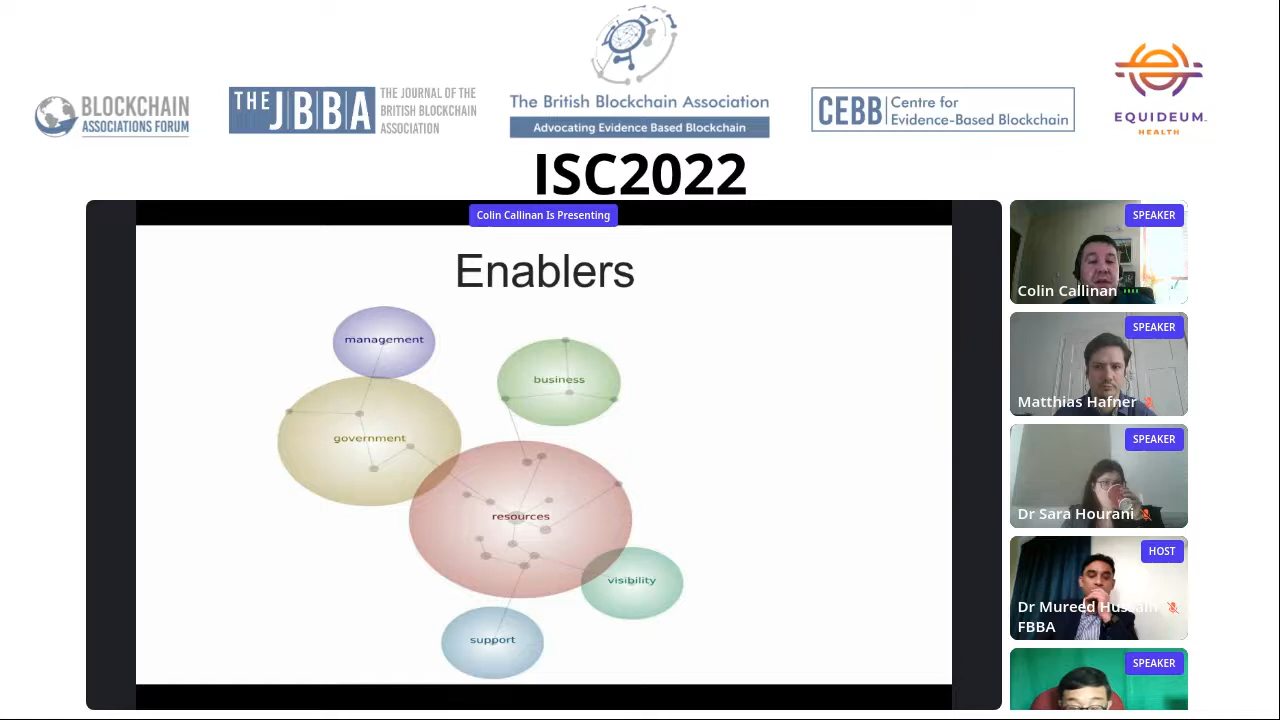 BLOCKCHAIN
ASSOCIATIONS FORUM
THE JBBA
THE JOURNAL OF THE
BRITISH BLOCKCHAIN
ASSOCIATION
The British Blockchain Association
Advocating Evidence Based Blockchain
CEBB
Centre for
Evidence-Based Blockchain
EQUIDEUM
HEALTH
ISC2022
Colin Callinan Is Presenting
Enablers
management
business
government
resources
visibility
support
SPEAKER
Colin Callinan
SPEAKER
Matthias Hafner
SPEAKER
Dr Sara Hourani
HOST
Dr Mureed Hussain
FBBA
SPEAKER